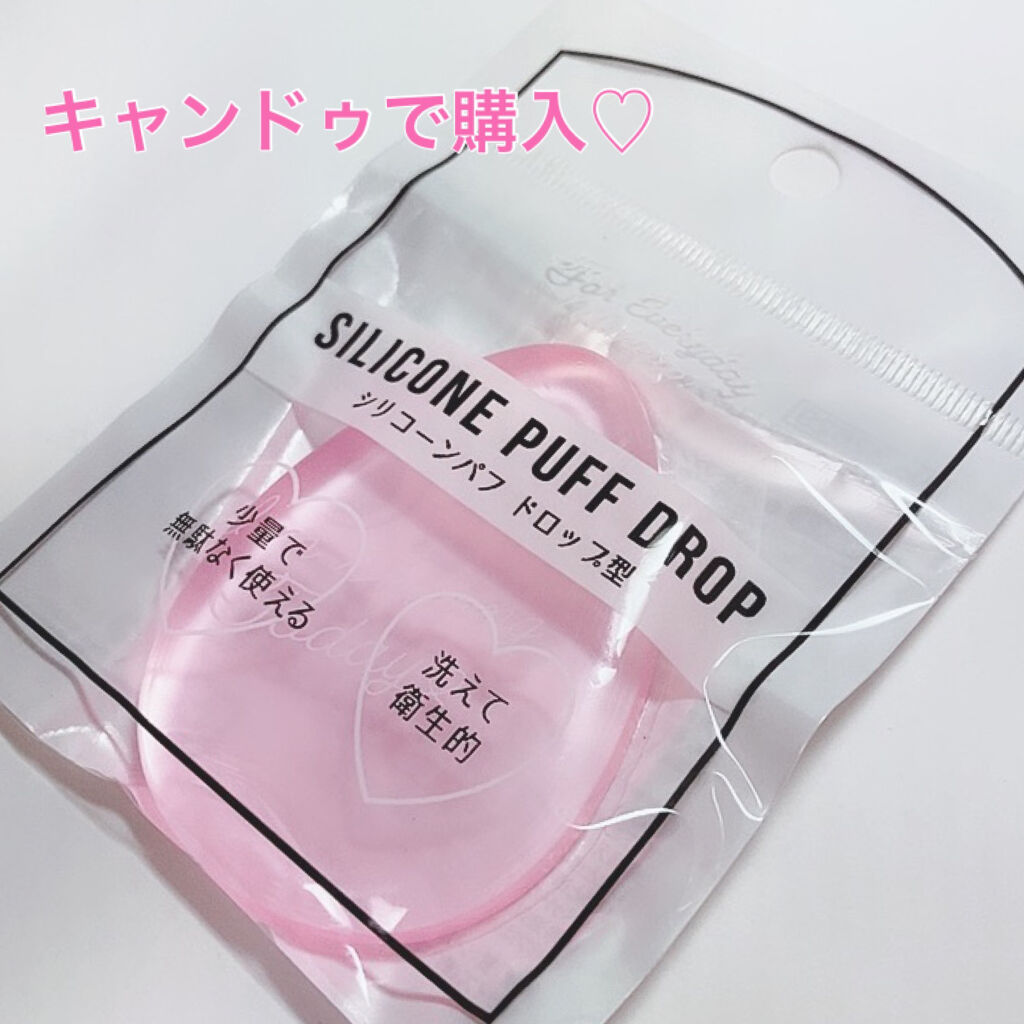 キャンドゥで購入♡
For Everyday
SILICONE PUFF DROP
シリコーンパフ ドロップ型
少量で
無駄なく使える
洗えて
衛生的